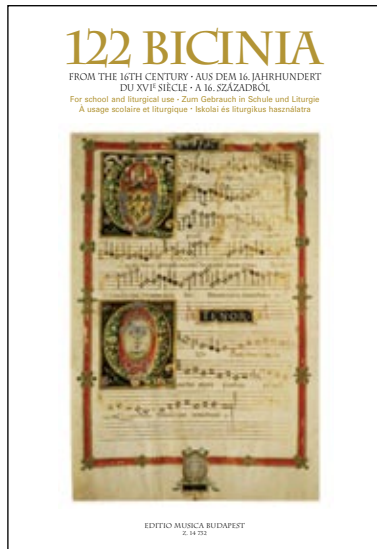 122 BICINIA
FROM THE 16TH CENTURY · AUS DEM 16. JAHRHUNDERT
DU XVIE SIÈCLE · A 16. SZÁZADBÓL
For school and liturgical use · Zum Gebrauch in Schule und Liturgie
À usage scolaire et liturgique · Iskolai és liturgikus használatra
TENOR
EDITIO MUSICA BUDAPEST
Z. 14 752